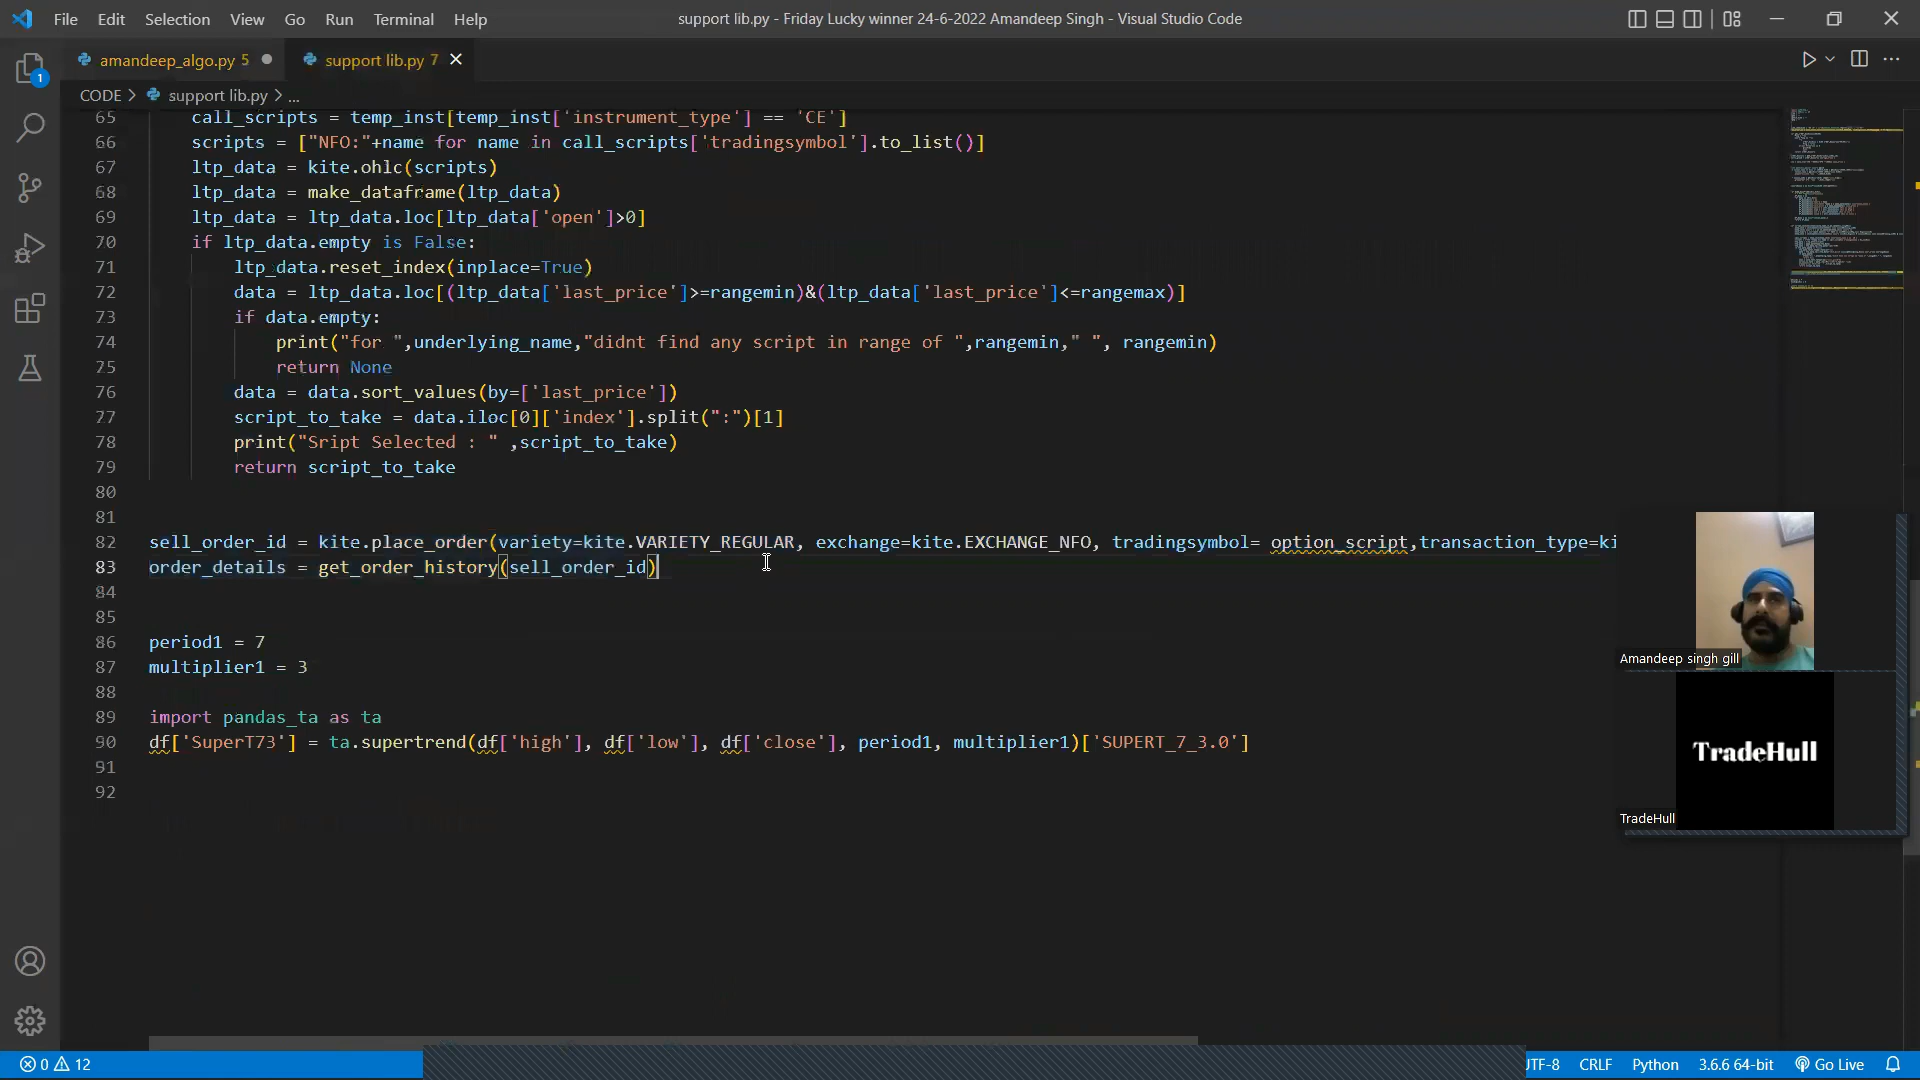 File Edit Selection View Go Run Terminal Help
support lib.py - Friday Lucky winner 24-6-2022 Amandeep Singh - Visual Studio Code
amandeep_algo.py 5
support lib.py 7
CODE > support lib.py > ...
1
65 call_scripts = temp_inst[temp_inst['instrument_type'] == 'CE']
66 scripts = ["NFO:"+name for name in call_scripts['tradingsymbol'].to_list()]
67 ltp_data = kite.ohlc(scripts)
68 ltp_data = make_dataframe(ltp_data)
69 ltp_data = ltp_data.loc[ltp_data['open']>0]
70 if ltp_data.empty is False:
71 ltp_data.reset_index(inplace=True)
72 data = ltp_data.loc[(ltp_data['last_price']>=rangemin)&(ltp_data['last_price']<=rangemax)]
73 if data.empty:
74 print("for ",underlying_name,"didnt find any script in range of ",rangemin," ", rangemin)
75 return None
76 data = data.sort_values(by=['last_price'])
77 script_to_take = data.iloc[0]['index'].split(":")[1]
78 print("Sript Selected : " ,script_to_take)
79 return script_to_take
80
81
82 sell_order_id = kite.place_order(variety=kite.VARIETY_REGULAR, exchange=kite.EXCHANGE_NFO, tradingsymbol= option_script,transaction_type=ki
83 order_details = get_order_history(sell_order_id)
84
85
86 period1 = 7
87 multiplier1 = 3
88
89 import pandas_ta as ta
90 df['SuperT73'] = ta.supertrend(df['high'], df['low'], df['close'], period1, multiplier1)['SUPERT_7_3.0']
91
92
Amandeep singh gill
TradeHull
TradeHull
0 12
UTF-8 CRLF Python 3.6.6 64-bit Go Live